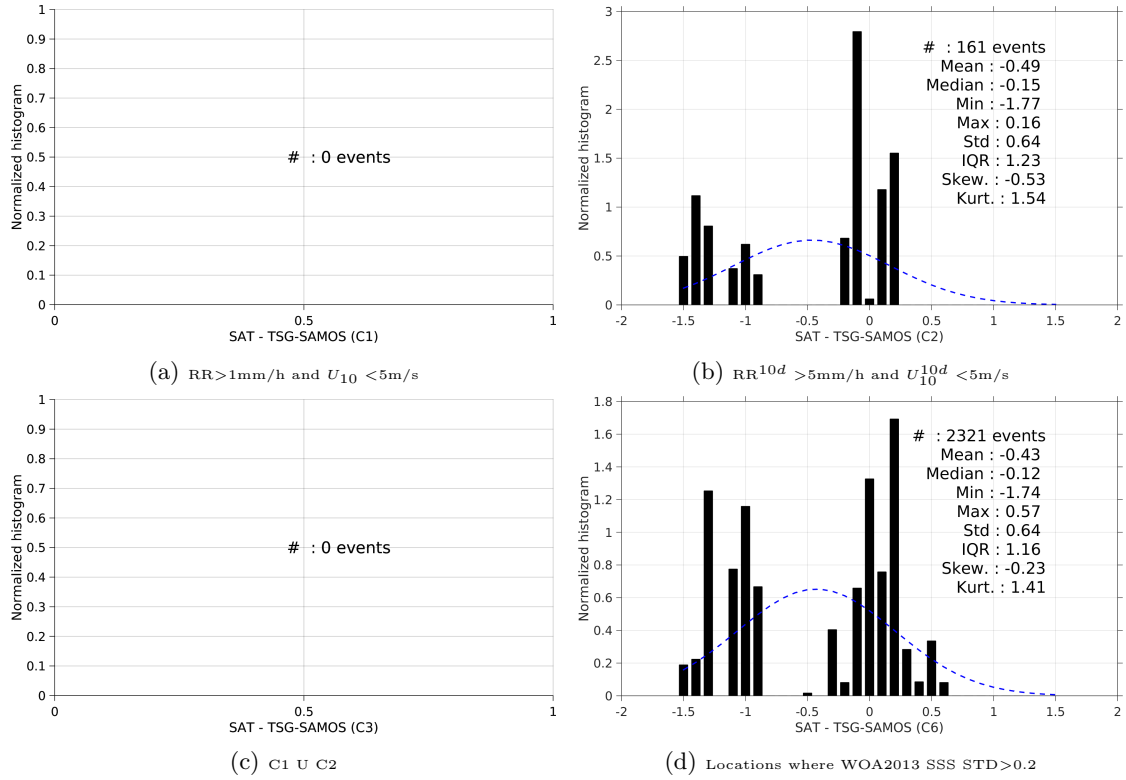 1
0.9
0.8
0.7
0.6
0.5
0.4
0.3
0.2
0.1
0
0 0.5 1
Normalized histogram
# : 0 events
SAT - TSG-SAMOS (C1)
(a) RR>1mm/h and U10 <5m/s
3
2.5
2
1.5
1
0.5
0
-2 -1.5 -1 -0.5 0 0.5 1 1.5 2
Normalized histogram
# : 161 events
Mean : -0.49
Median : -0.15
Min : -1.77
Max : 0.16
Std : 0.64
IQR : 1.23
Skew. : -0.53
Kurt. : 1.54
SAT - TSG-SAMOS (C2)
(b) RR^10d >5mm/h and U_10^10d <5m/s
1
0.9
0.8
0.7
0.6
0.5
0.4
0.3
0.2
0.1
0
0 0.5 1
Normalized histogram
# : 0 events
SAT - TSG-SAMOS (C3)
(c) C1 U C2
1.8
1.6
1.4
1.2
1
0.8
0.6
0.4
0.2
0
-2 -1.5 -1 -0.5 0 0.5 1 1.5 2
Normalized histogram
# : 2321 events
Mean : -0.43
Median : -0.12
Min : -1.74
Max : 0.57
Std : 0.64
IQR : 1.16
Skew. : -0.23
Kurt. : 1.41
SAT - TSG-SAMOS (C6)
(d) Locations where WOA2013 SSS STD>0.2